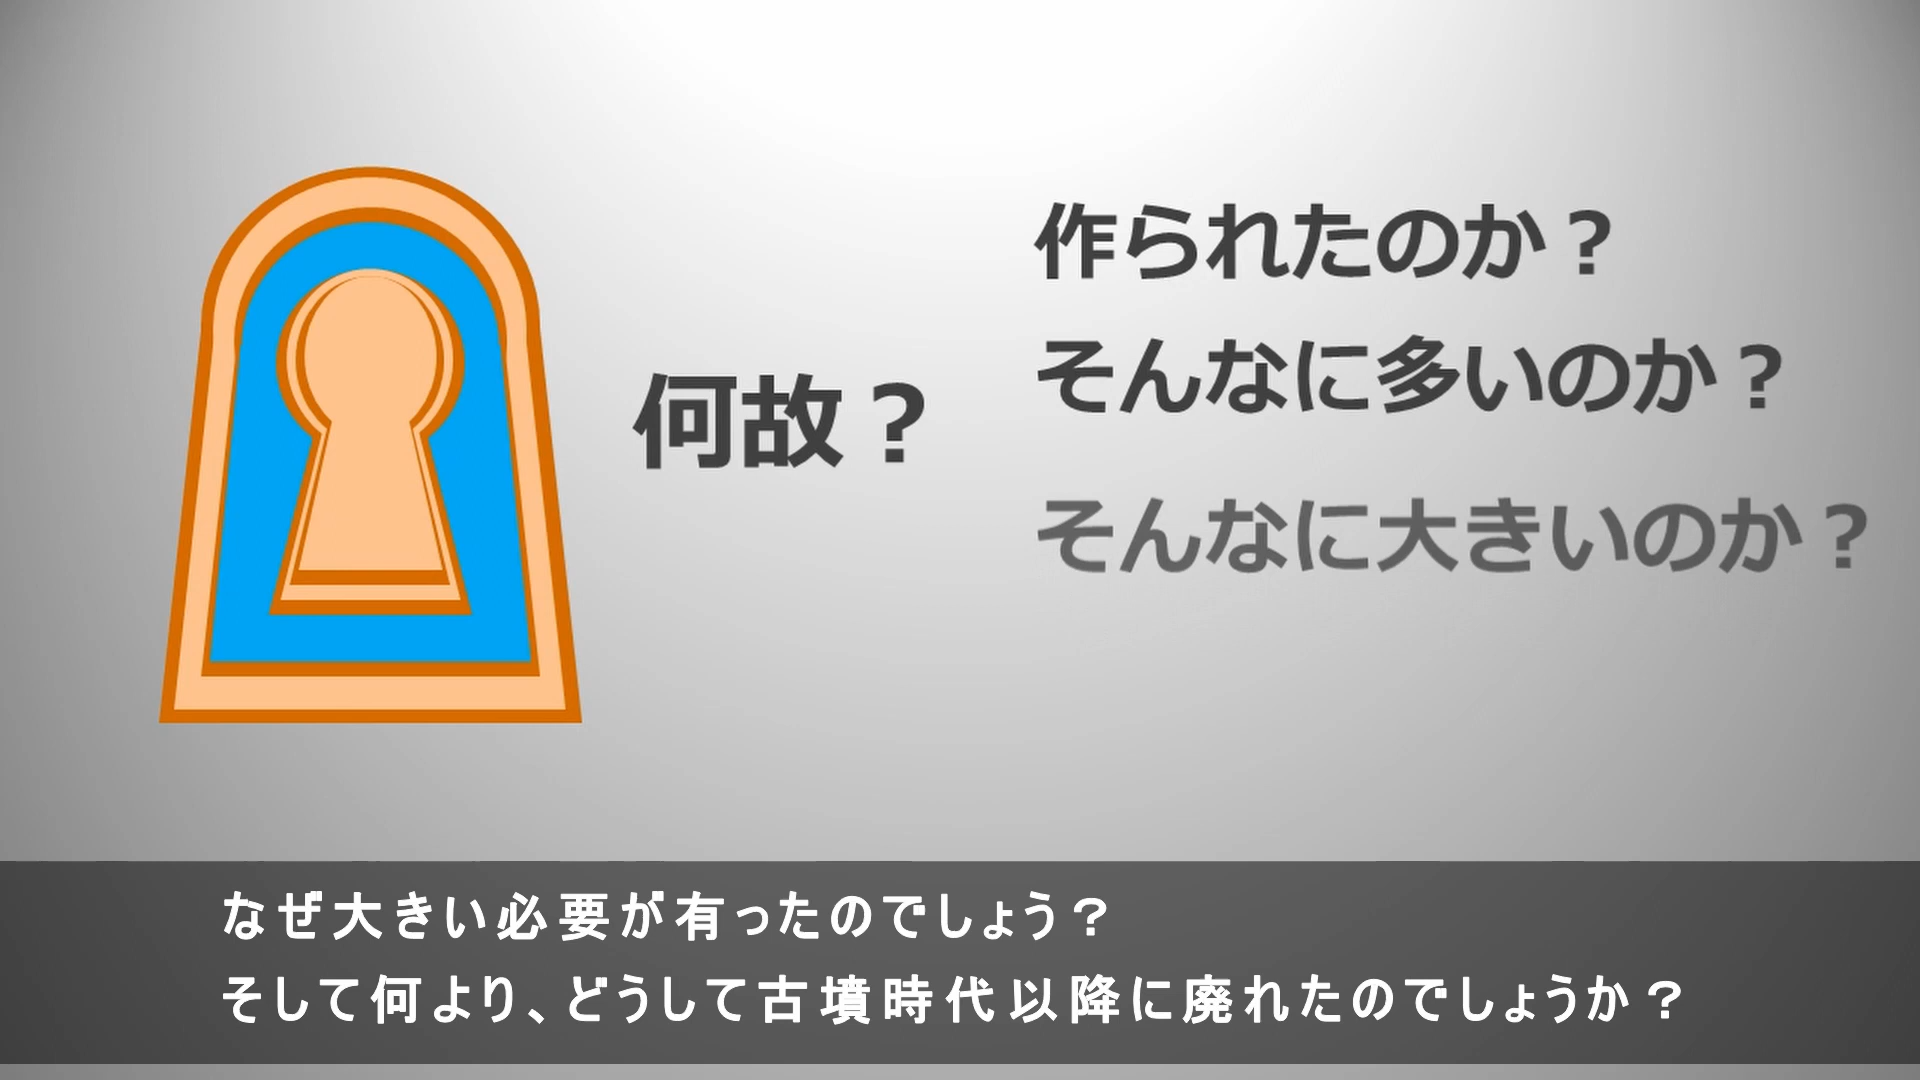 何故？
作られたのか？
そんなに多いのか？
そんなに大きいのか？
なぜ大きい必要が有ったのでしょう？
そして何より、どうして古墳時代以降に廃れたのでしょうか？